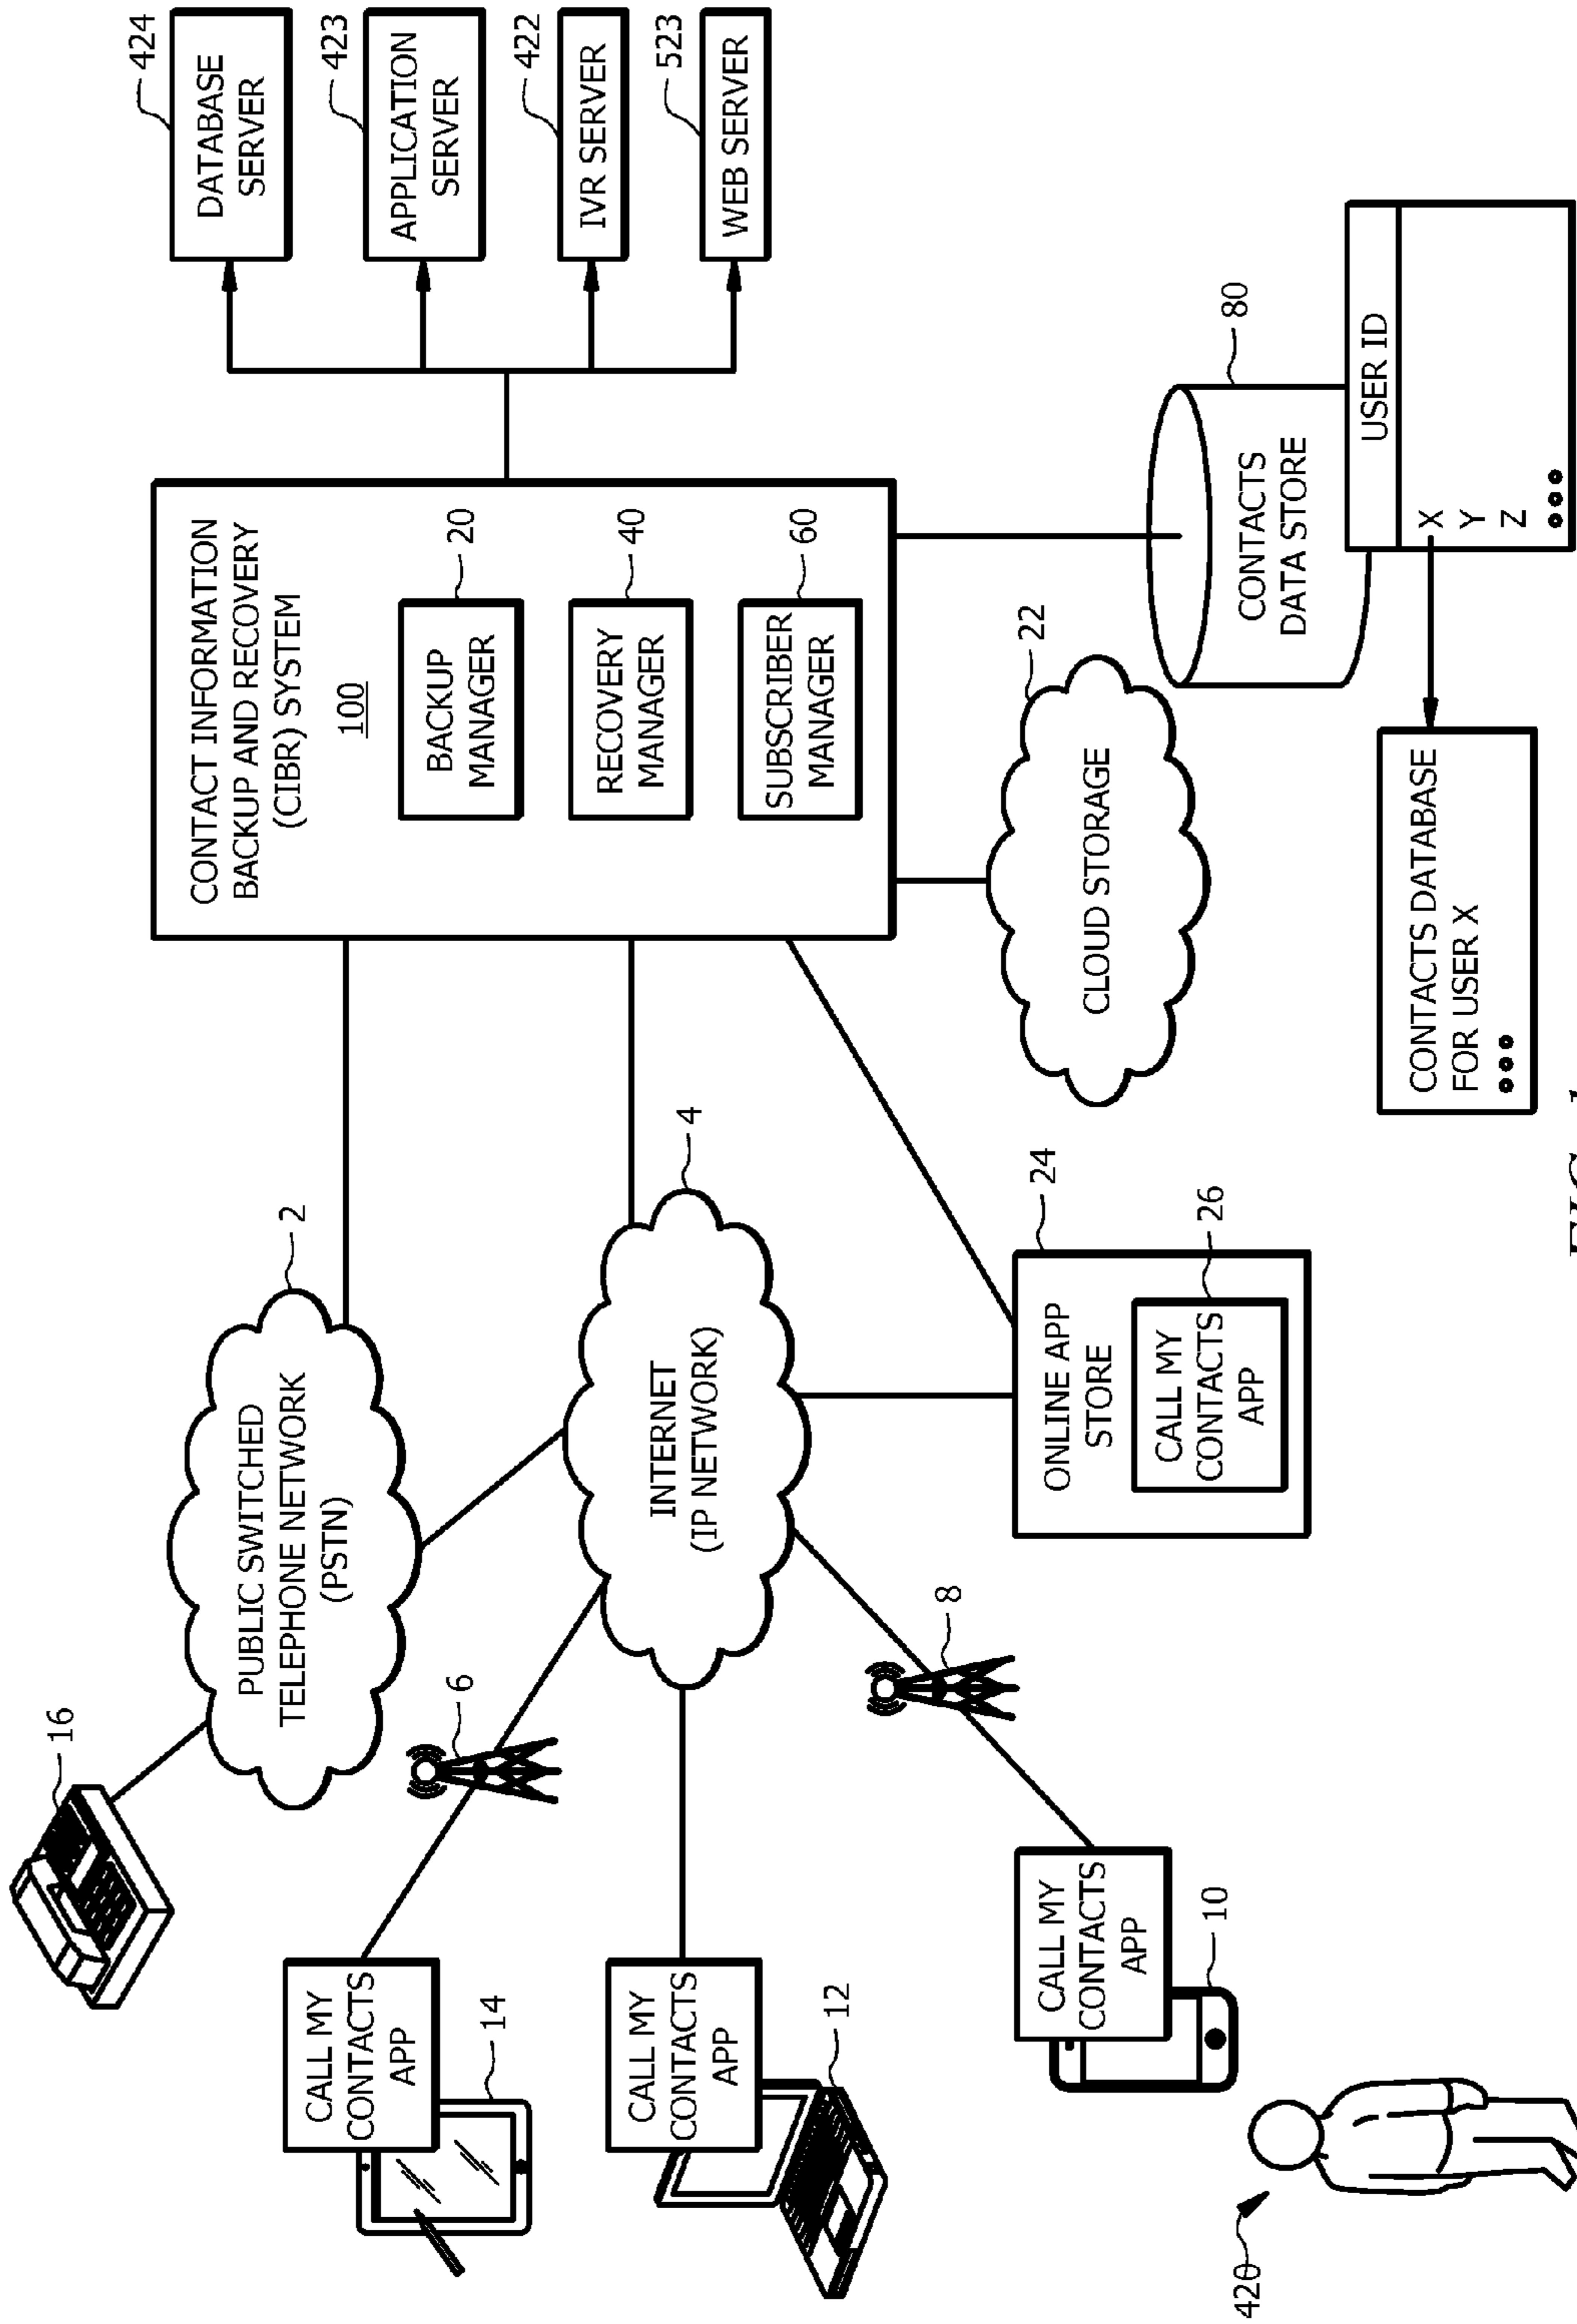 16
PUBLIC SWITCHED
TELEPHONE NETWORK
(PSTN)
2
CONTACT INFORMATION
BACKUP AND RECOVERY
(CIBR) SYSTEM
100
BACKUP
MANAGER
20
RECOVERY
MANAGER
40
SUBSCRIBER
MANAGER
60
DATABASE
SERVER
424
APPLICATION
SERVER
423
IVR SERVER
422
WEB SERVER
523
CALL MY
CONTACTS
APP
14
6
INTERNET
(IP NETWORK)
4
CALL MY
CONTACTS
APP
12
8
CALL MY
CONTACTS
APP
10
ONLINE APP
STORE
24
CALL MY
CONTACTS
APP
26
CLOUD STORAGE
22
CONTACTS
DATA STORE
80
USER ID
X
Y
Z
CONTACTS DATABASE
FOR USER X
420